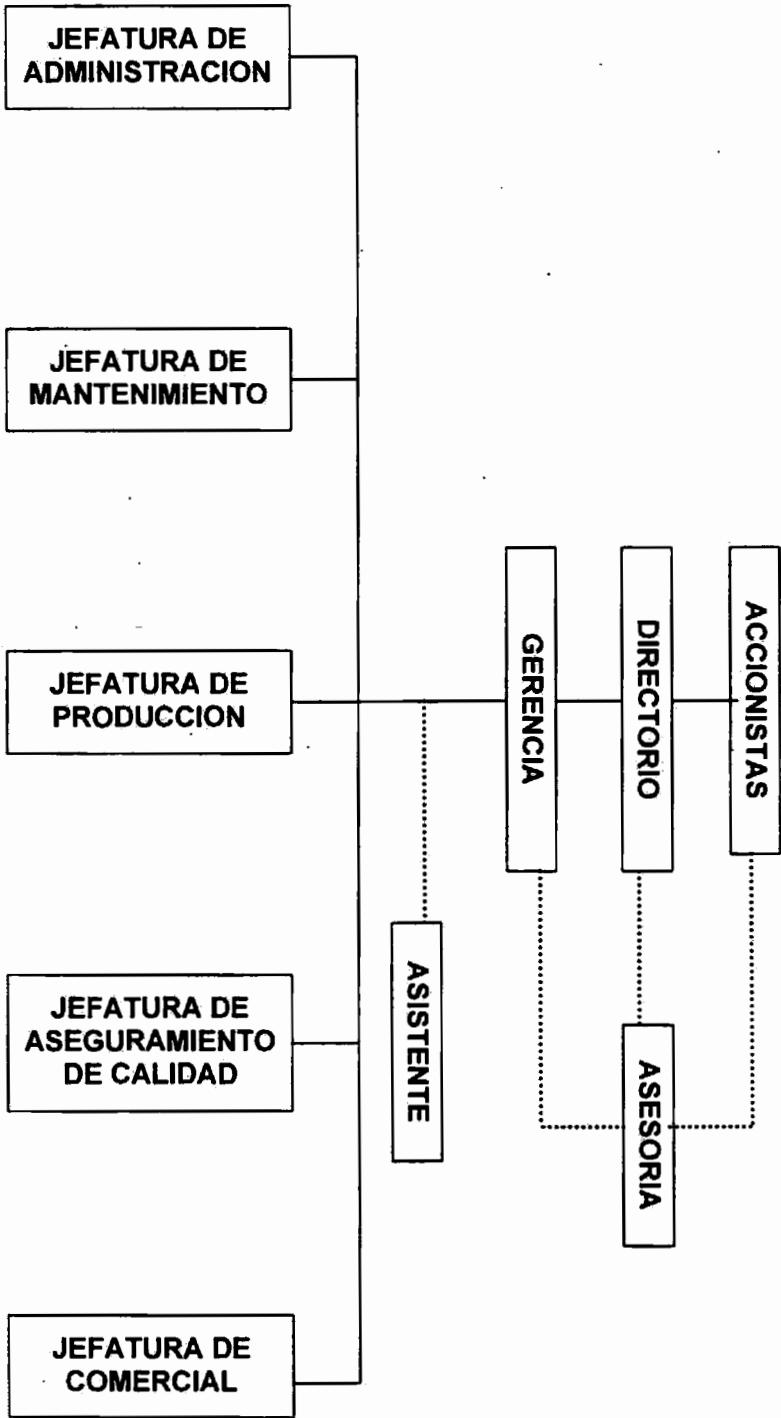 ACCIONISTAS
DIRECTORIO
ASESORIA
GERENCIA
ASISTENTE
JEFATURA DE
ADMINISTRACION
JEFATURA DE
MANTENIMIENTO
JEFATURA DE
PRODUCCION
JEFATURA DE
ASEGURAMIENTO
DE CALIDAD
JEFATURA DE
COMERCIAL